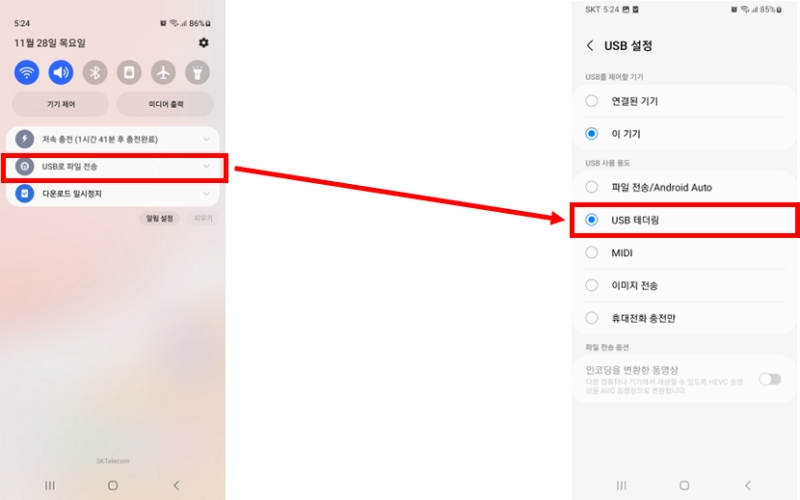 5:24
86%
11월 28일 목요일
기기 제어
미디어 출력
저속 충전 (1시간 41분 후 충전완료)
USB로 파일 전송
다운로드 일시정지
알림 설정
지우기
SKTelecom
SKT 5:24
85%
USB 설정
USB를 제어할 기기
연결된 기기
이 기기
USB 사용 용도
파일 전송/Android Auto
USB 테더링
MIDI
이미지 전송
휴대전화 충전만
파일 전송 옵션
인코딩을 변환한 동영상
다른 컴퓨터나 기기에서 재생할 수 있도록 HEVC 동영
상을 AVC 동영상으로 변환합니다.